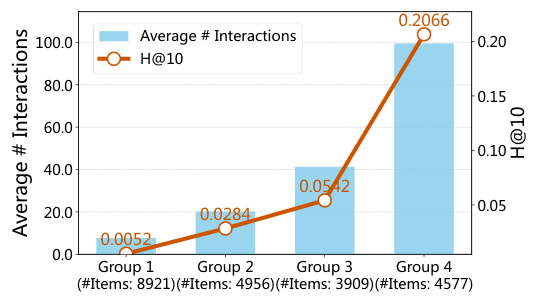 Average # Interactions
H@10
0.2066
0.0542
0.0284
0.0052
100.0
80.0
60.0
40.0
20.0
0.0
Average # Interactions
0.20
0.15
0.10
0.05
H@10
Group 1
(#Items: 8921)
Group 2
(#Items: 4956)
Group 3
(#Items: 3909)
Group 4
(#Items: 4577)